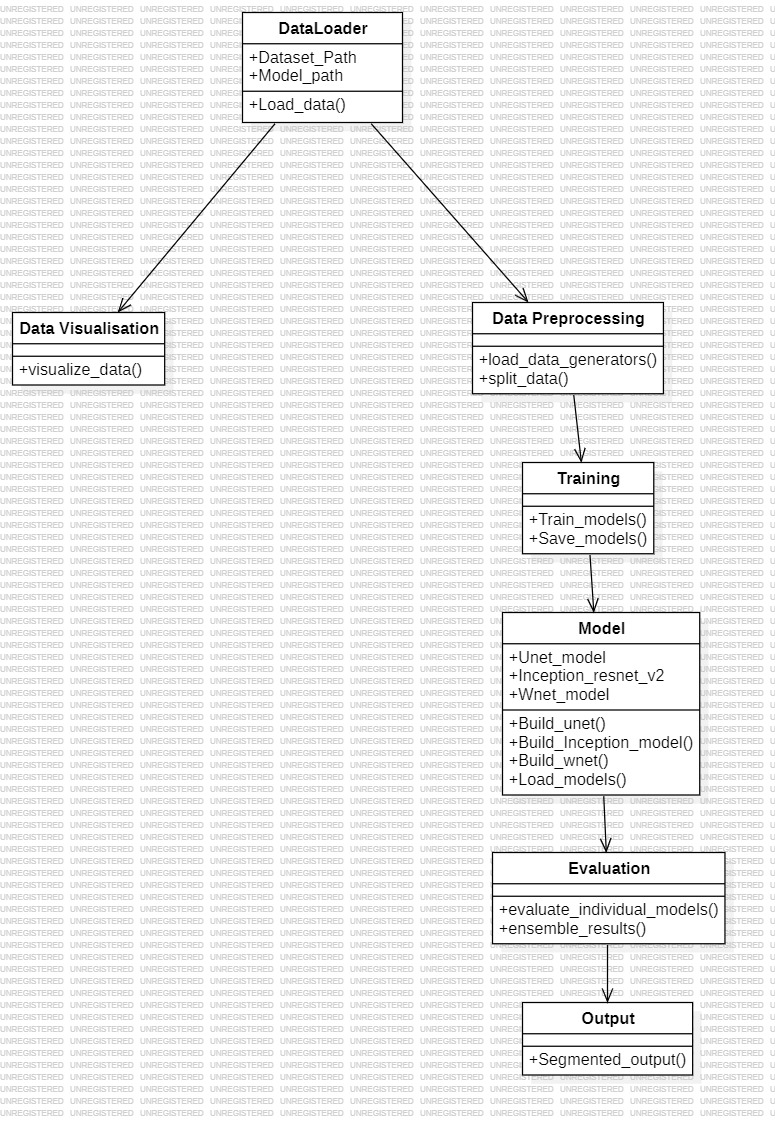 DataLoader
+Dataset_Path
+Model_path
+Load_data()
Data Visualisation
+visualize_data()
Data Preprocessing
+load_data_generators()
+split_data()
Training
+Train_models()
+Save_models()
Model
+Unet_model
+Inception_resnet_v2
+Wnet_model
+Build_unet()
+Build_Inception_model()
+Build_wnet()
+Load_models()
Evaluation
+evaluate_individual_models()
+ensemble_results()
Output
+Segmented_output()
UNREGISTERED